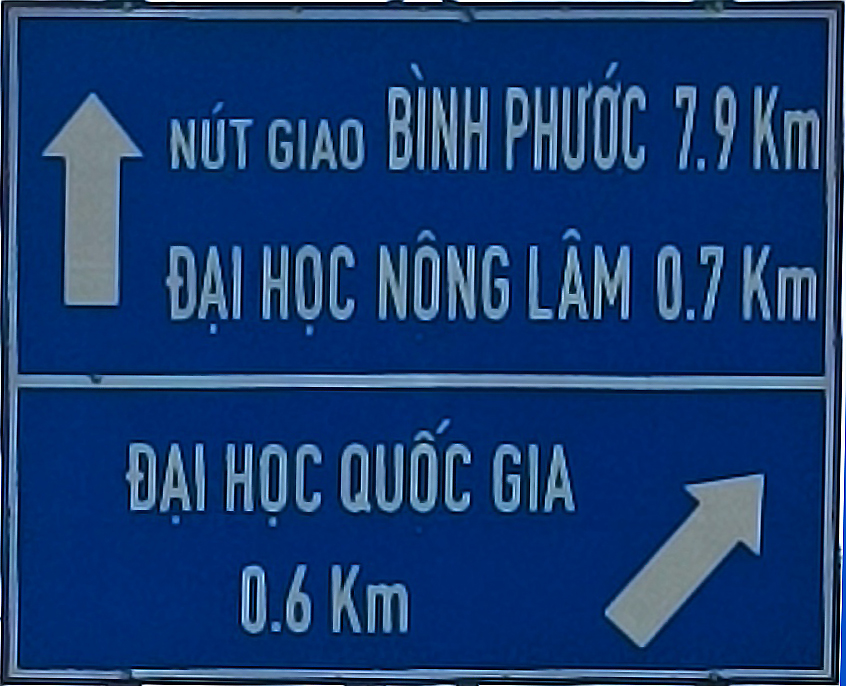 NÚT GIAO BÌNH PHƯỚC 7.9 Km
ĐẠI HỌC NÔNG LÂM 0.7 Km
ĐẠI HỌC QUỐC GIA
0.6 Km